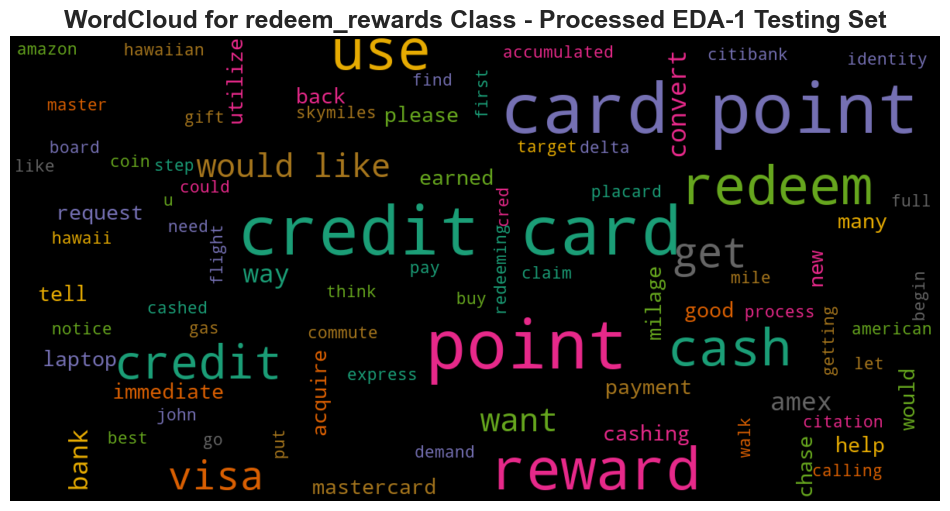 WordCloud for redeem_rewards Class - Processed EDA-1 Testing Set
amazon hawaiian utilize use accumulated citibank identity
find first convert
master back card point
gift skymiles please
board target delta
like coin step would like redeem
could earned placard full
u cred
request need many
hawaii credit card get
flight redeeming new
way pay claim mile
tell think milage begin
cashed buy good process
notice gas commute point cash getting american
laptop credit express let
immediate acquire payment amex would
john want
best go put cashing walk citation
bank demand chase help
visa reward calling
mastercard